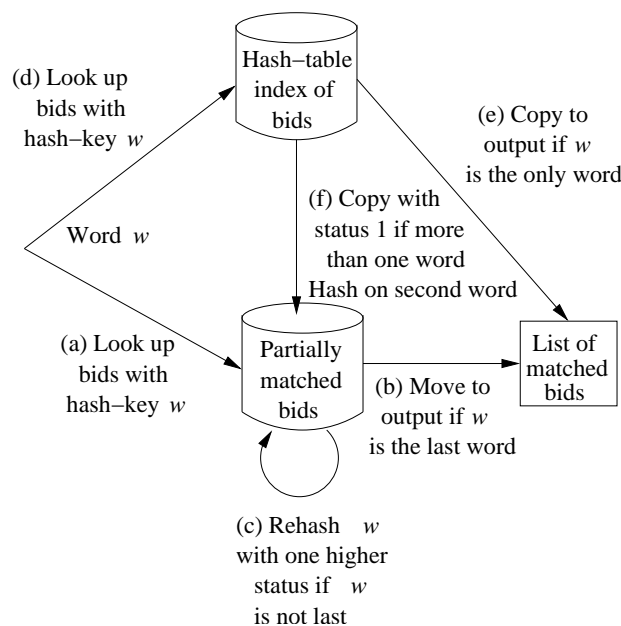 Hash−table
index of
bids
(d) Look up
bids with
hash−key w
(e) Copy to
output if w
is the only word
(f) Copy with
status 1 if more
than one word
Hash on second word
Word w
(a) Look up
bids with
hash−key w
Partially
matched
bids
List of
matched
bids
(b) Move to
output if w
is the last word
(c) Rehash w
with one higher
status if w
is not last